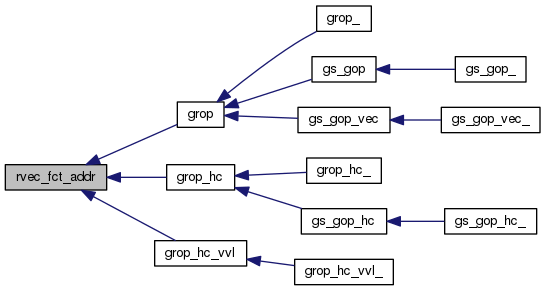 grop_
gs_gop
gs_gop_
grop
gs_gop_vec
gs_gop_vec_
rvec_fct_addr
grop_hc
grop_hc_
gs_gop_hc
gs_gop_hc_
grop_hc_vvl
grop_hc_vvl_